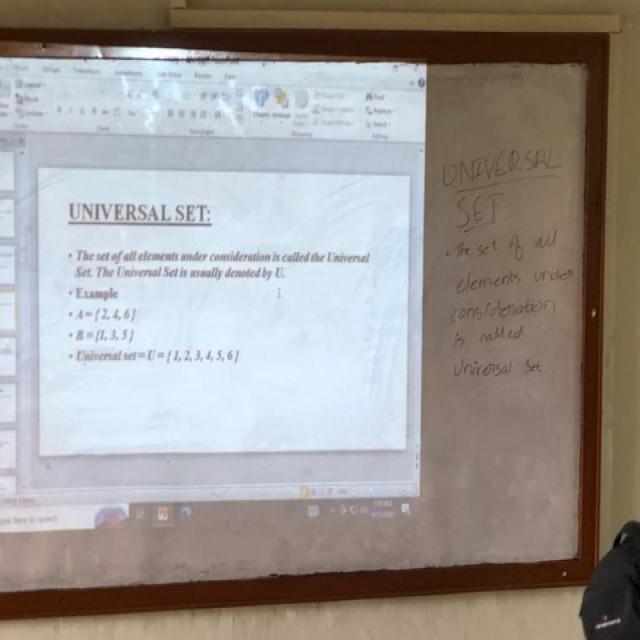 UNIVERSAL SET:
• The set of all elements under consideration is called the Universal
Set. The Universal Set is usually denoted by U.
• Example
• A = { 2, 4, 6 }
• B = {1, 3, 5 }
• Universal set = U = { 1, 2, 3, 4, 5, 6 }
UNIVERSAL
SET
• The set of all
elements under
consideration
is called
Universal Set